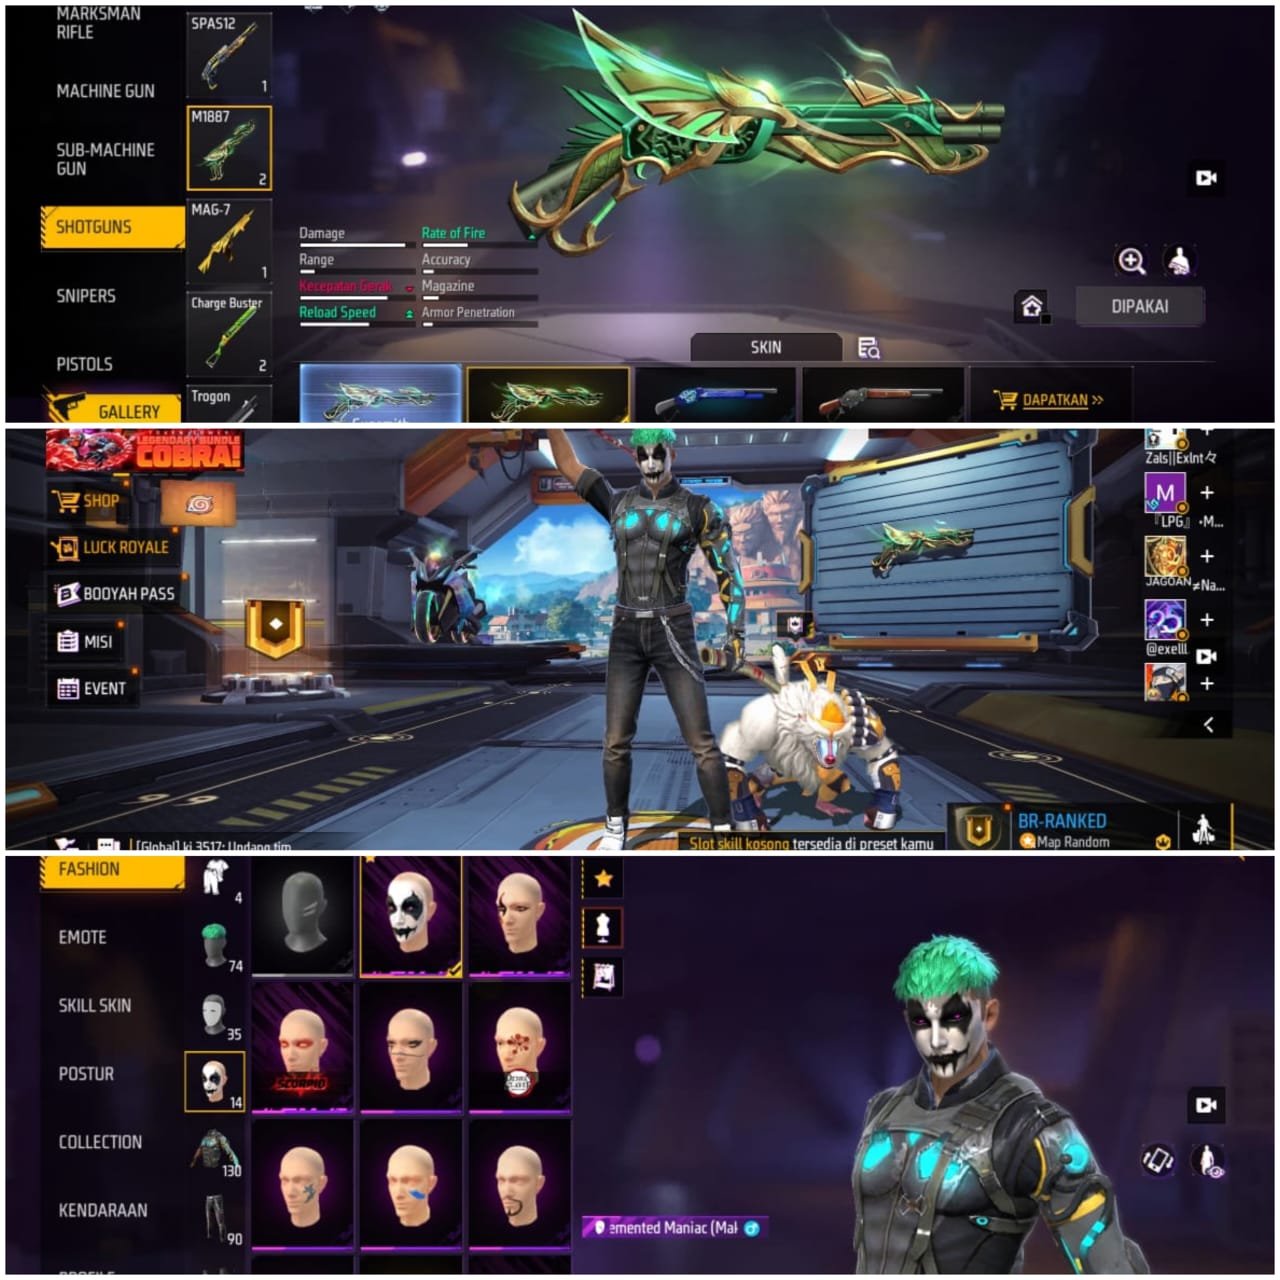 MARKSMAN
RIFLE
MACHINE GUN
SUB-MACHINE
GUN
SHOTGUNS
SNIPERS
PISTOLS
GALLERY
SPAS12
1
M1887
2
MAG-7
1
Charge Buster
2
Trogon
Damage
Rate of Fire
Range
Accuracy
Kecepatan Gerak
Magazine
Reload Speed
Armor Penetration
DIPAKAI
SKIN
DAPATKAN >>
LEGENDARY BUNDLE
COBRA!
SHOP
LUCK ROYALE
BOOYAH PASS
MISI
EVENT
Zals||Exlnt々
M
『LPG』 •M...
JAGOAN ≠Na...
25
@exelll
[Global] ki 3517: Undang tim
Slot skill kosong tersedia di preset kamu
BR-RANKED
Map Random
FASHION
EMOTE
SKILL SKIN
POSTUR
COLLECTION
KENDARAAN
4
74
35
14
130
90
SCORPIO
emented Maniac (Mal